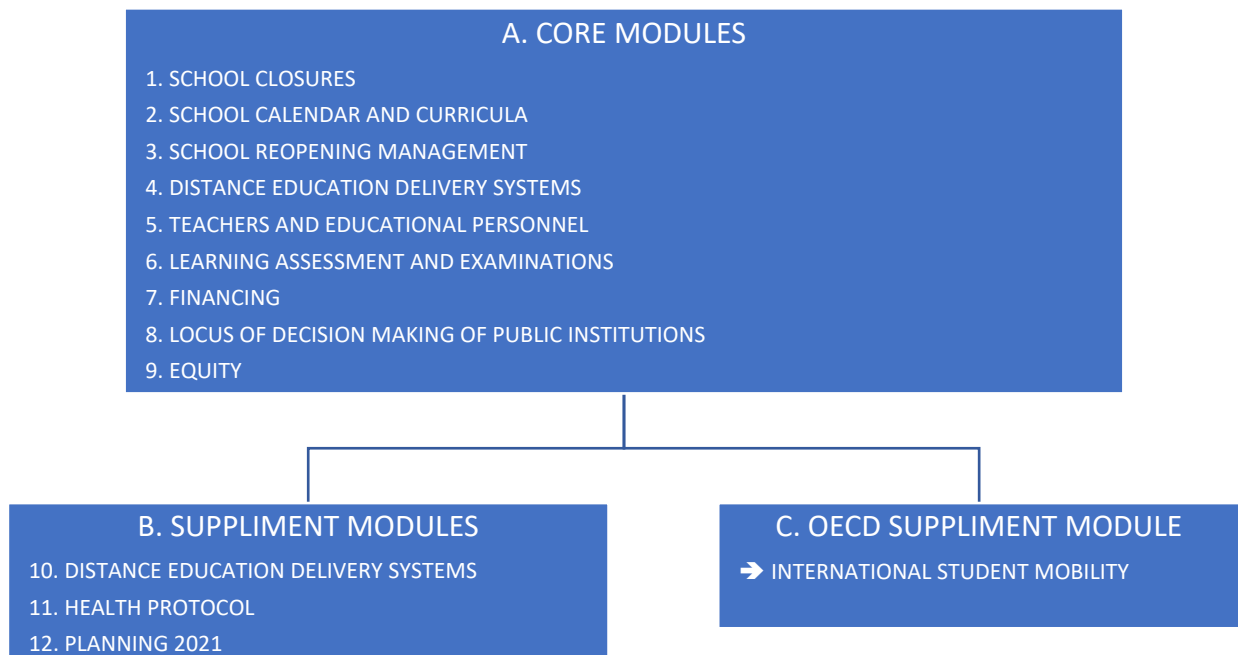 A. CORE MODULES
1. SCHOOL CLOSURES
2. SCHOOL CALENDAR AND CURRICULA
3. SCHOOL REOPENING MANAGEMENT
4. DISTANCE EDUCATION DELIVERY SYSTEMS
5. TEACHERS AND EDUCATIONAL PERSONNEL
6. LEARNING ASSESSMENT AND EXAMINATIONS
7. FINANCING
8. LOCUS OF DECISION MAKING OF PUBLIC INSTITUTIONS
9. EQUITY
B. SUPPLIMENT MODULES
10. DISTANCE EDUCATION DELIVERY SYSTEMS
11. HEALTH PROTOCOL
12. PLANNING 2021
C. OECD SUPPLIMENT MODULE
➔ INTERNATIONAL STUDENT MOBILITY